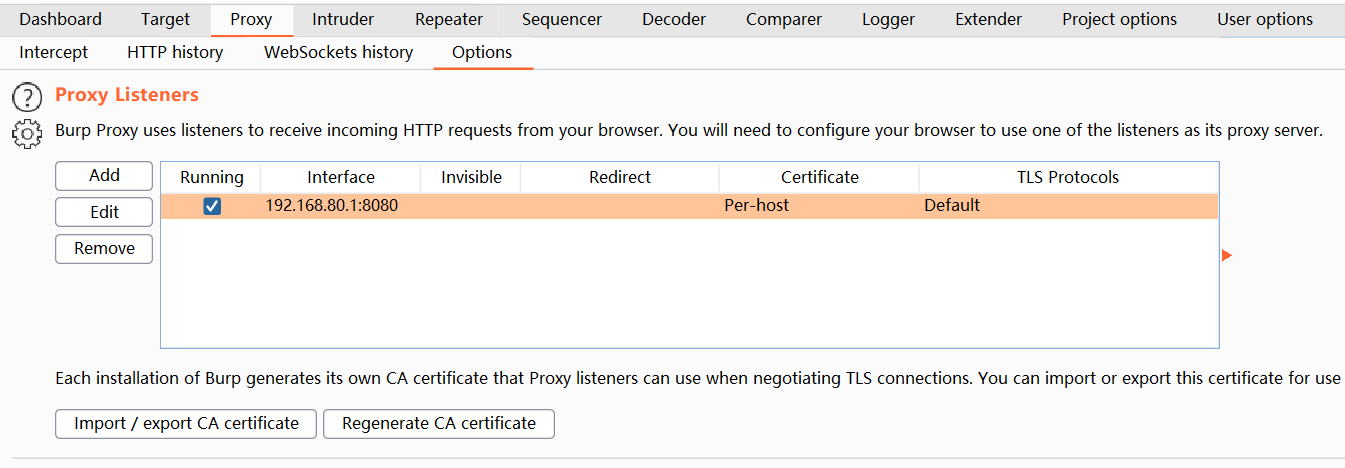 Dashboard Target Proxy Intruder Repeater Sequencer Decoder Comparer Logger Extender Project options User options
Intercept HTTP history WebSockets history Options
? Proxy Listeners
Burp Proxy uses listeners to receive incoming HTTP requests from your browser. You will need to configure your browser to use one of the listeners as its proxy server.
Add Running Interface Invisible Redirect Certificate TLS Protocols
Edit 192.168.80.1:8080 Per-host Default
Remove
Each installation of Burp generates its own CA certificate that Proxy listeners can use when negotiating TLS connections. You can import or export this certificate for use
Import / export CA certificate Regenerate CA certificate